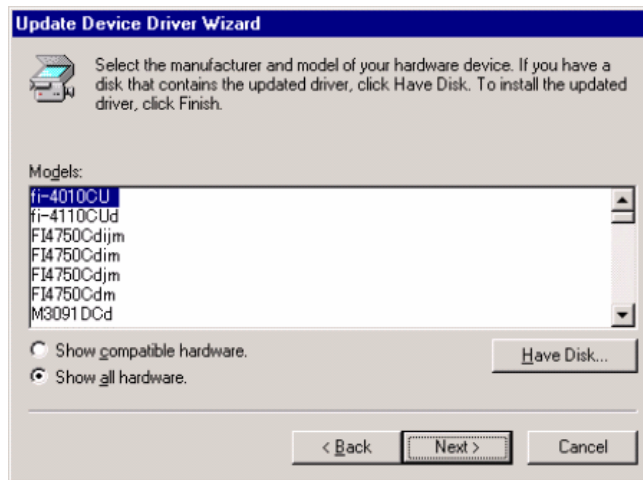 Update Device Driver Wizard
Select the manufacturer and model of your hardware device. If you have a
disk that contains the updated driver, click Have Disk. To install the updated
driver, click Finish.
Models:
fi-4010CU
fi-4110CUd
FI4750Cdijm
FI4750Cdim
FI4750Cdjm
FI4750Cdm
M3091DCd
Show compatible hardware.
Show all hardware.
Have Disk...
< Back
Next >
Cancel